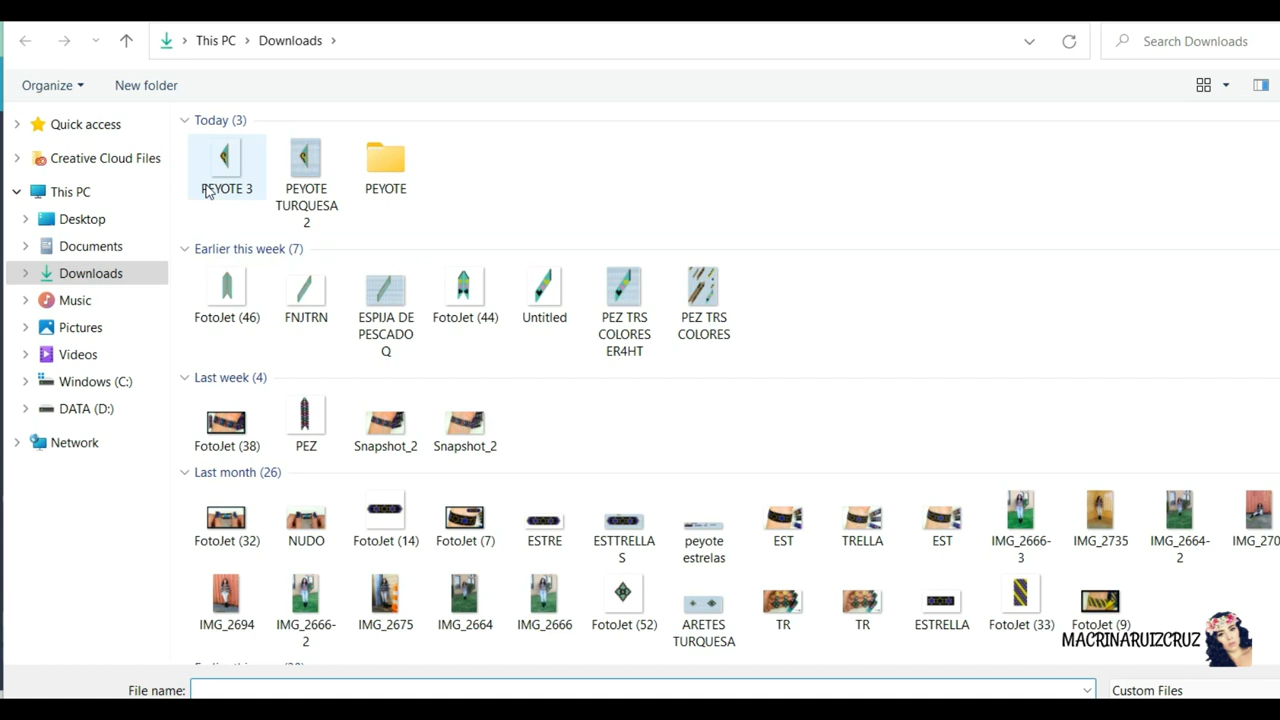 This PC
Downloads
Search Downloads
Organize
New folder
Quick access
Creative Cloud Files
This PC
Desktop
Documents
Downloads
Music
Pictures
Videos
Windows (C:)
DATA (D:)
Network
Today (3)
PEYOTE 3
PEYOTE
TURQUESA
2
PEYOTE
Earlier this week (7)
FotoJet (46)
FNJTRN
ESPIJA DE
PESCADO
Q
FotoJet (44)
Untitled
PEZ TRS
COLORES
ER4HT
PEZ TRS
COLORES
Last week (4)
FotoJet (38)
PEZ
Snapshot_2
Snapshot_2
Last month (26)
FotoJet (32)
NUDO
FotoJet (14)
FotoJet (7)
ESTRE
ESTTRELLA
S
peyote
estrelas
EST
TRELLA
EST
IMG_2666-
3
IMG_2735
IMG_2664-
2
IMG_270
IMG_2694
IMG_2666-
2
IMG_2675
IMG_2664
IMG_2666
FotoJet (52)
ARETES
TURQUESA
TR
TR
ESTRELLA
FotoJet (33)
FotoJet (9)
MACRINARUIZCRUZ
File name:
Custom Files